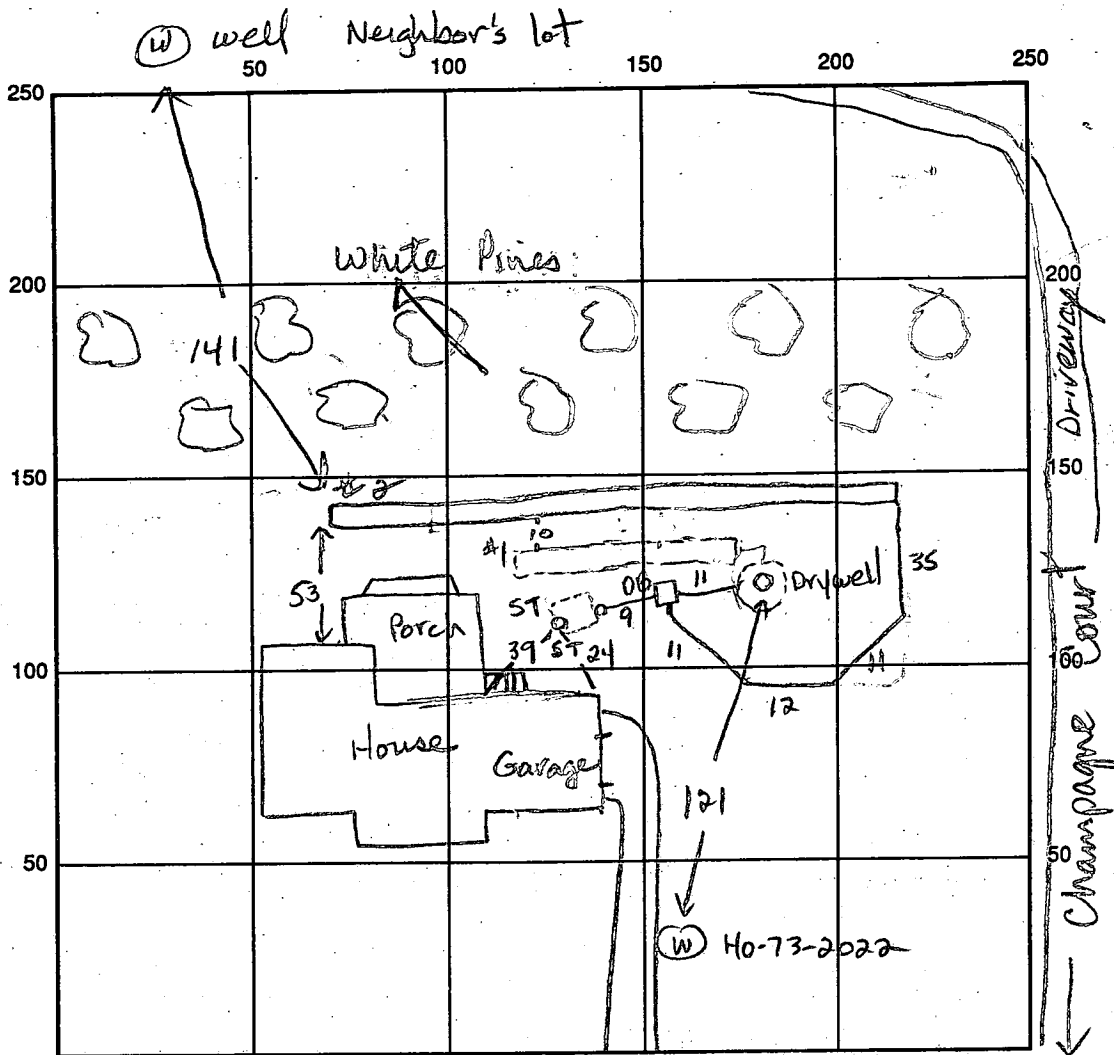 W well Neighbor's lot
50 100 150 200 250
250
White Pines
200 200
141
Driveway
150 150
#2
10
#1
35
DB 11 Drywell
53
ST
9
Porch
39 ST 24 11 11
100 100
12
House
Garage
121
50 50
W Ho-73-2022
Champagne Court